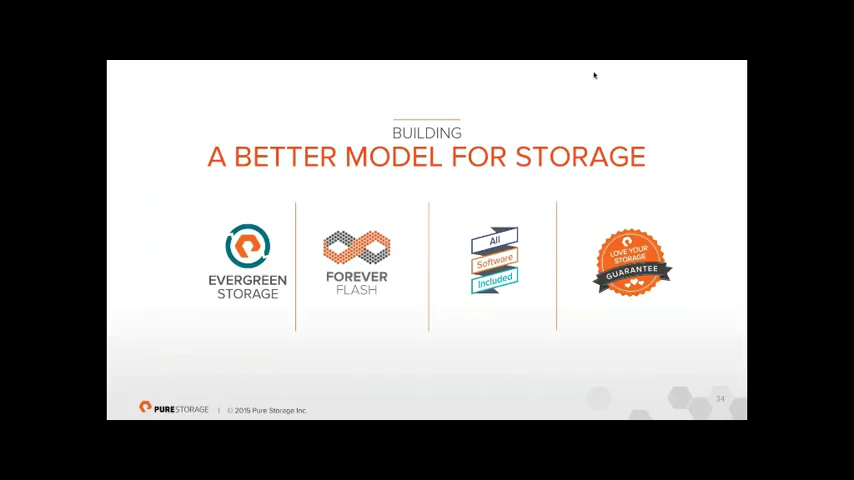 BUILDING
A BETTER MODEL FOR STORAGE
EVERGREEN
STORAGE
FOREVER
FLASH
All
Software
Included
LOVE YOUR
STORAGE
GUARANTEE
PURESTORAGE | © 2015 Pure Storage Inc.
34